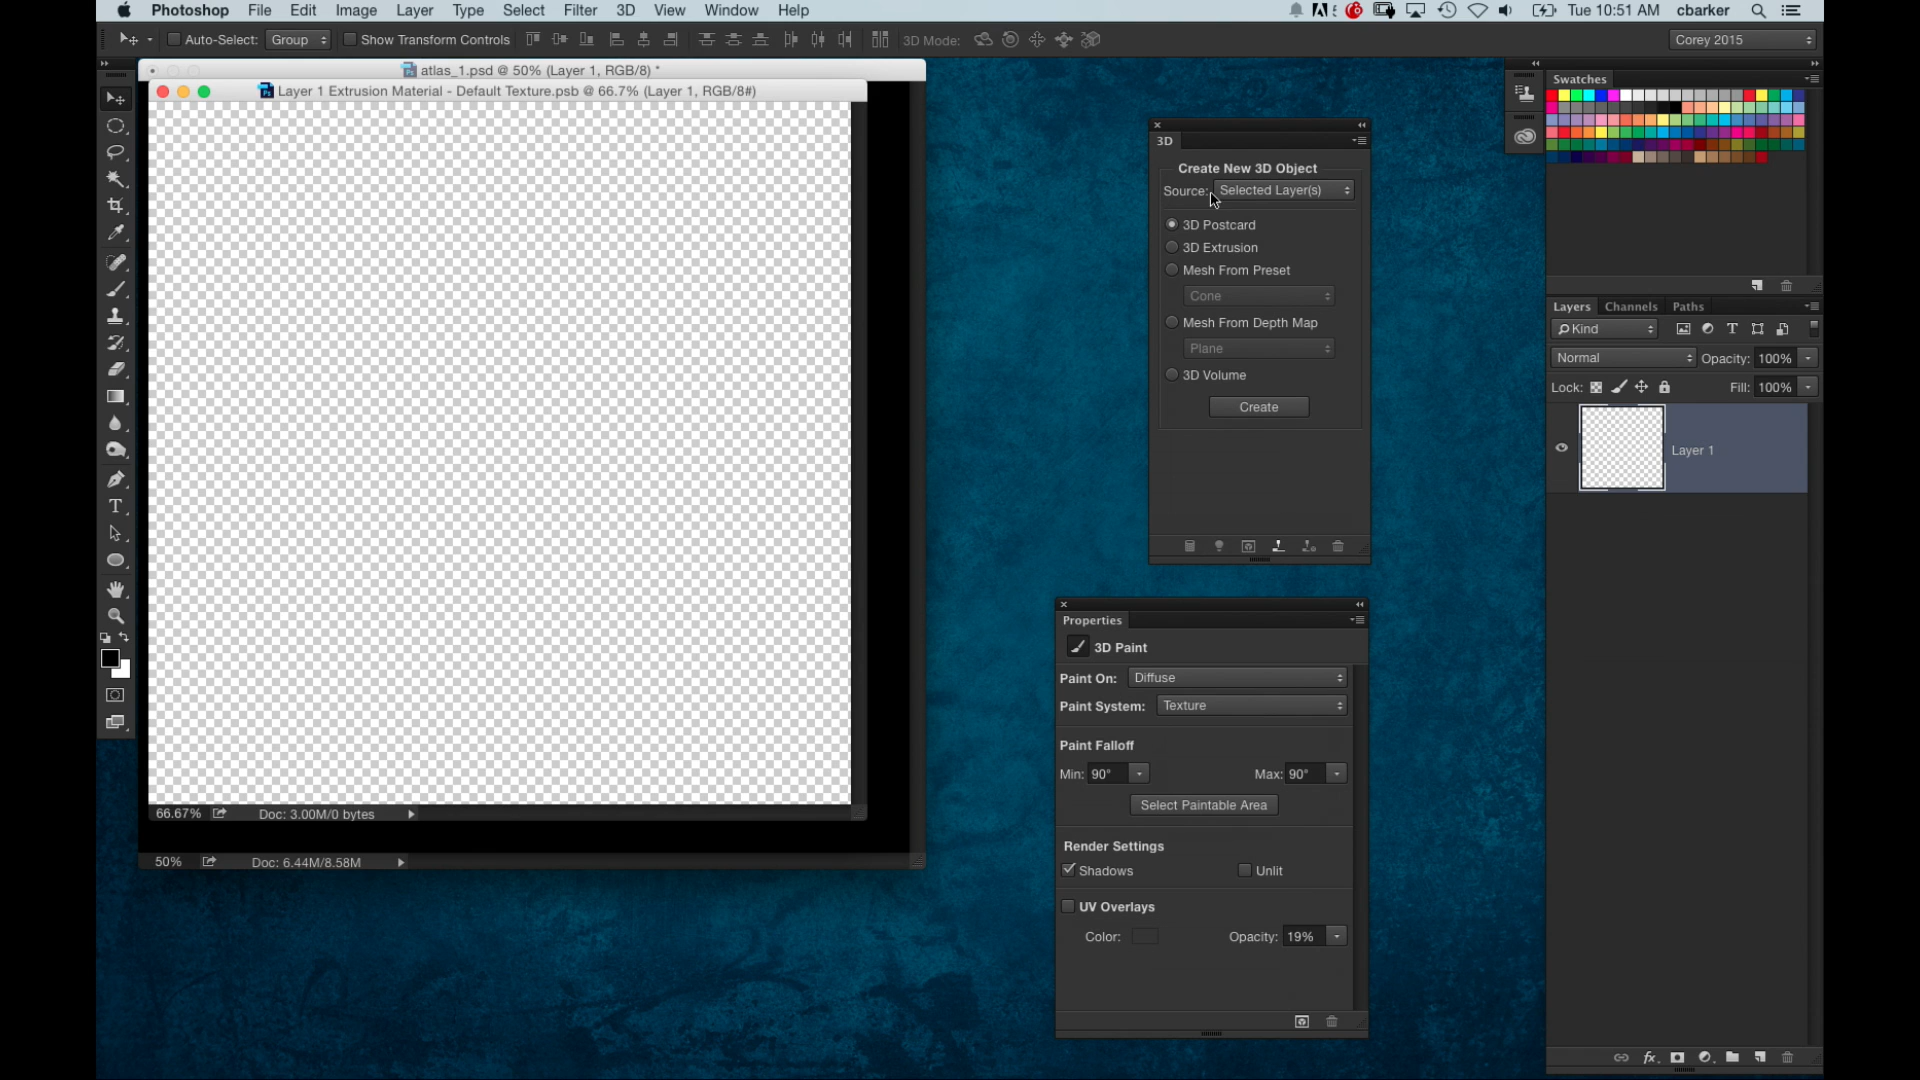 Photoshop File Edit Image Layer Type Select Filter 3D View Window Help Tue 10:51 AM cbarker
Auto-Select: Group Show Transform Controls 3D Mode: Corey 2015
atlas_1.psd @ 50% (Layer 1, RGB/8) *
Layer 1 Extrusion Material - Default Texture.psb @ 66.7% (Layer 1, RGB/8#)
66.67% Doc: 3.00M/0 bytes
50% Doc: 6.44M/8.58M
3D
Create New 3D Object
Source: Selected Layer(s)
3D Postcard
3D Extrusion
Mesh From Preset
Cone
Mesh From Depth Map
Plane
3D Volume
Create
Properties
3D Paint
Paint On: Diffuse
Paint System: Texture
Paint Falloff
Min: 90° Max: 90°
Select Paintable Area
Render Settings
Shadows Unlit
UV Overlays
Color: Opacity: 19%
Swatches
Layers Channels Paths
Kind
Normal Opacity: 100%
Lock: Fill: 100%
Layer 1